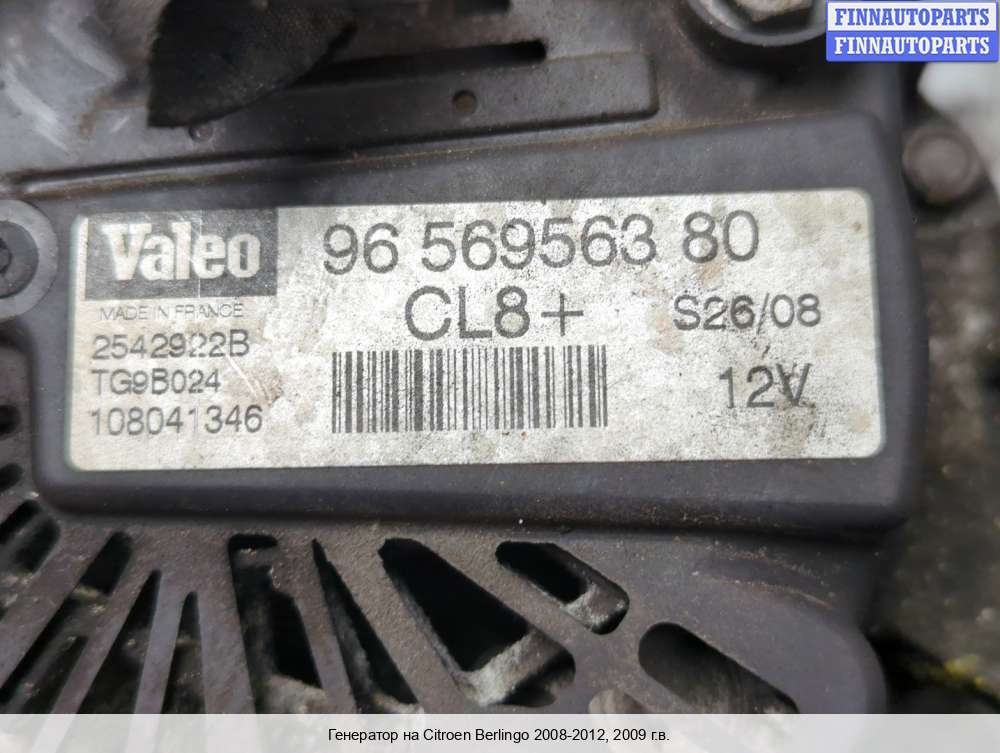 FINNAUTOPARTS
FINNAUTOPARTS
Valeo
96 569563 80
MADE IN FRANCE
CL8+
S26/08
2542922B
TG9B024
12V
108041346
Генератор на Citroen Berlingo 2008-2012, 2009 г.в.